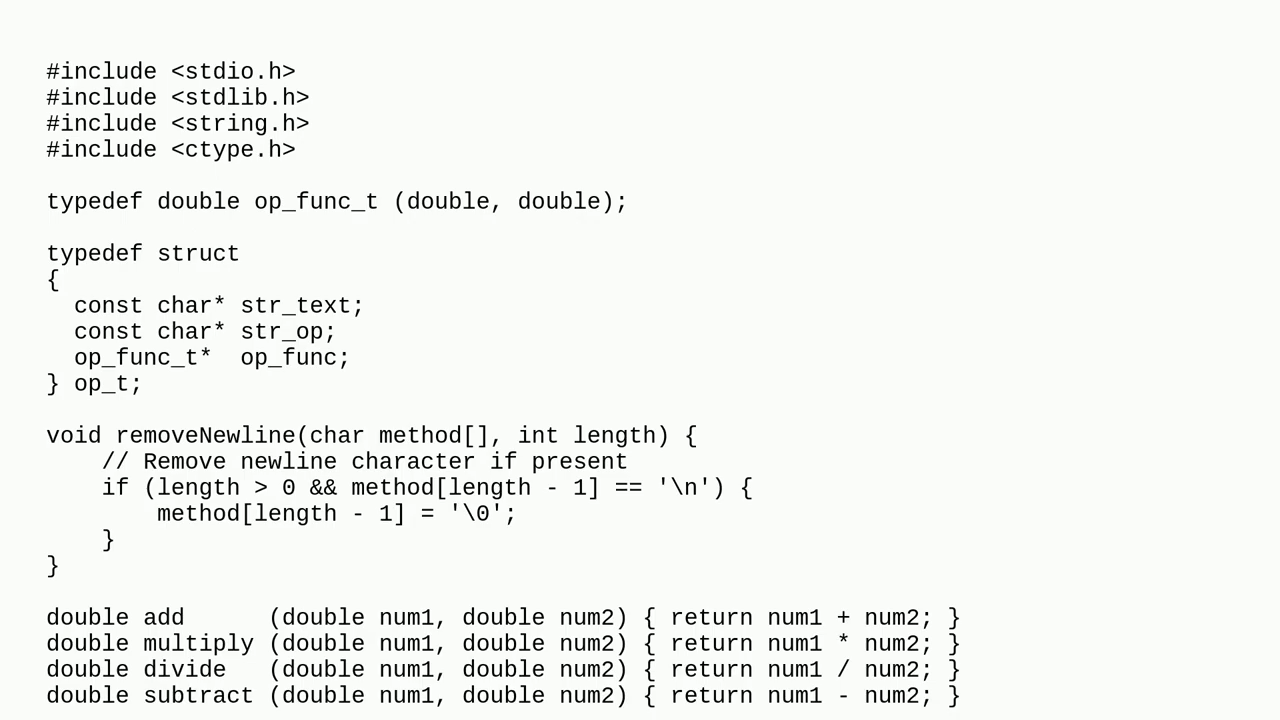 #include <stdio.h>
#include <stdlib.h>
#include <string.h>
#include <ctype.h>

typedef double op_func_t (double, double);

typedef struct
{
  const char* str_text;
  const char* str_op;
  op_func_t*  op_func;
} op_t;

void removeNewline(char method[], int length) {
    // Remove newline character if present
    if (length > 0 && method[length - 1] == '\n') {
        method[length - 1] = '\0';
    }
}

double add      (double num1, double num2) { return num1 + num2; }
double multiply (double num1, double num2) { return num1 * num2; }
double divide   (double num1, double num2) { return num1 / num2; }
double subtract (double num1, double num2) { return num1 - num2; }